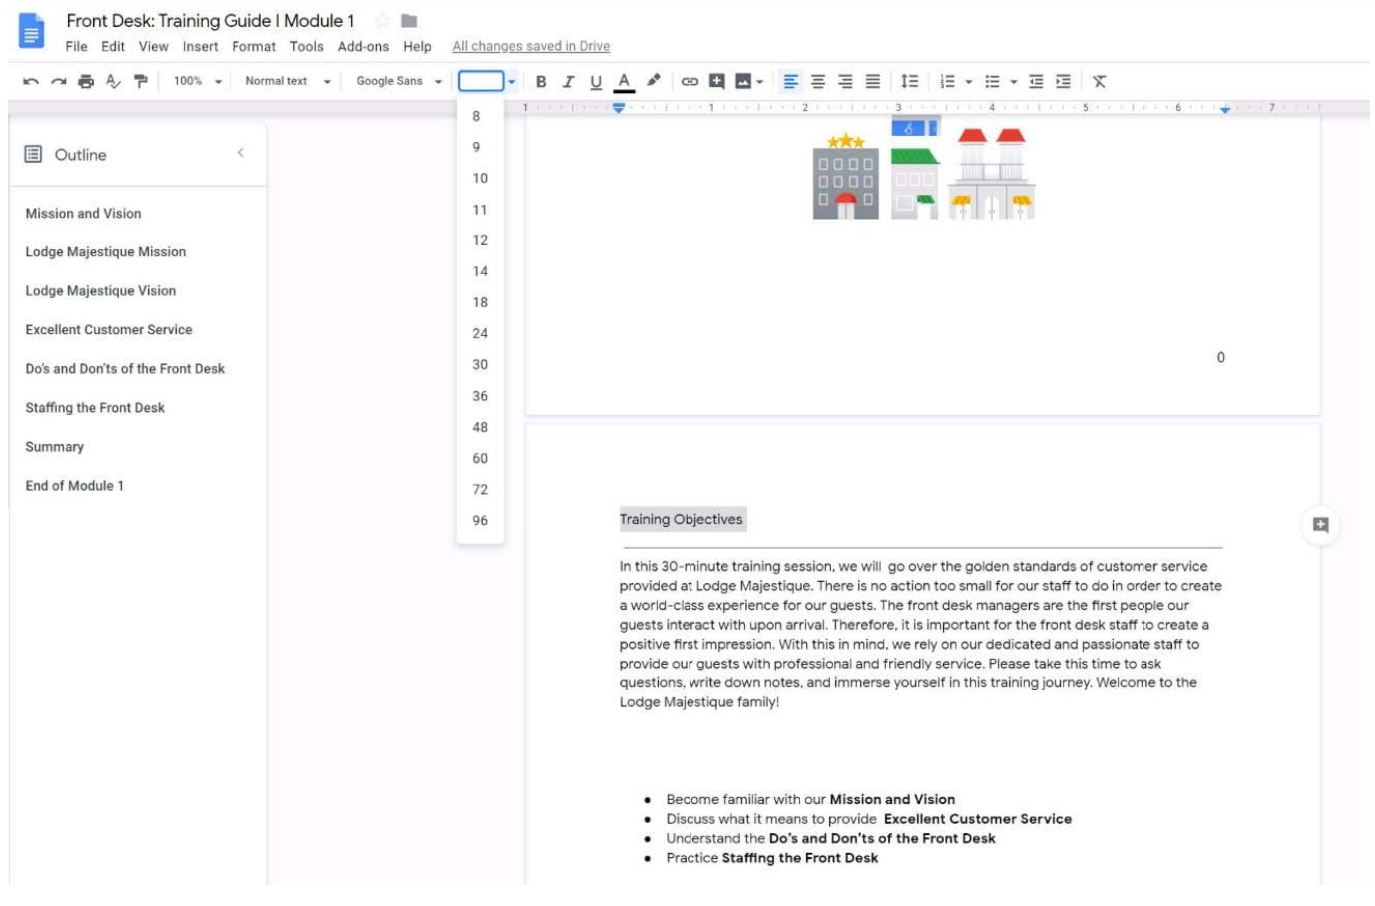 Front Desk: Training Guide | Module 1
File Edit View Insert Format Tools Add-ons Help All changes saved in Drive
100% Normal text Google Sans B I U A
1 1 2 3 4 5 6 7
8
9
10
11
12
14
18
24
30
36
48
60
72
96
Outline
Mission and Vision
Lodge Majestique Mission
Lodge Majestique Vision
Excellent Customer Service
Do's and Don'ts of the Front Desk
Staffing the Front Desk
Summary
End of Module 1
0
Training Objectives
In this 30-minute training session, we will go over the golden standards of customer service
provided at Lodge Majestique. There is no action too small for our staff to do in order to create
a world-class experience for our guests. The front desk managers are the first people our
guests interact with upon arrival. Therefore, it is important for the front desk staff to create a
positive first impression. With this in mind, we rely on our dedicated and passionate staff to
provide our guests with professional and friendly service. Please take this time to ask
questions, write down notes, and immerse yourself in this training journey. Welcome to the
Lodge Majestique family!
● Become familiar with our Mission and Vision
● Discuss what it means to provide Excellent Customer Service
● Understand the Do's and Don'ts of the Front Desk
● Practice Staffing the Front Desk